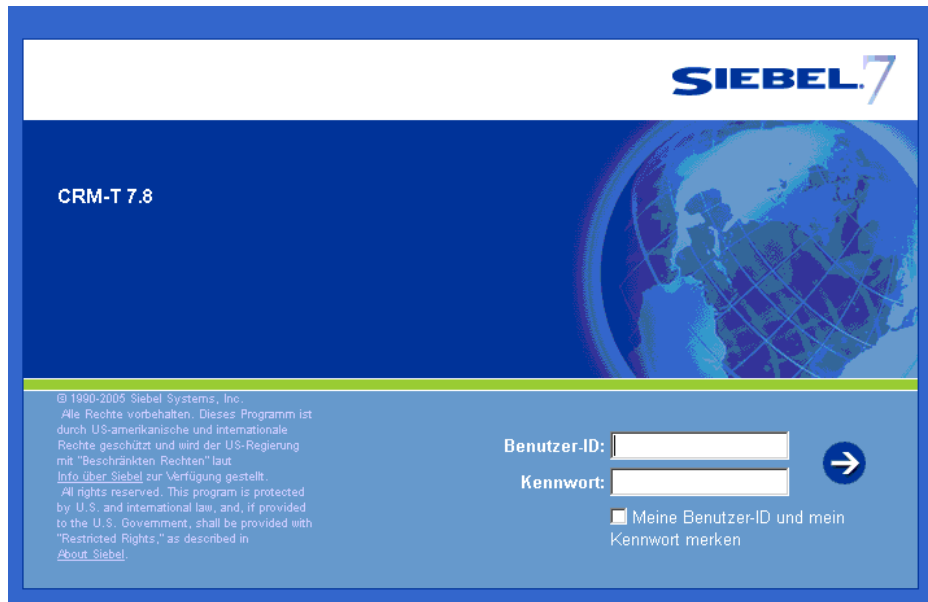 SIEBEL.7
CRM-T 7.8
© 1990-2005 Siebel Systems, Inc.
Alle Rechte vorbehalten. Dieses Programm ist
durch US-amerikanische und internationale
Rechte geschützt und wird der US-Regierung
mit "Beschränkten Rechten" laut
Info über Siebel zur Verfügung gestellt.
All rights reserved. This program is protected
by U.S. and international law, and, if provided
to the U.S. Government, shall be provided with
"Restricted Rights," as described in
About Siebel.
Benutzer-ID:
Kennwort:
Meine Benutzer-ID und mein
Kennwort merken